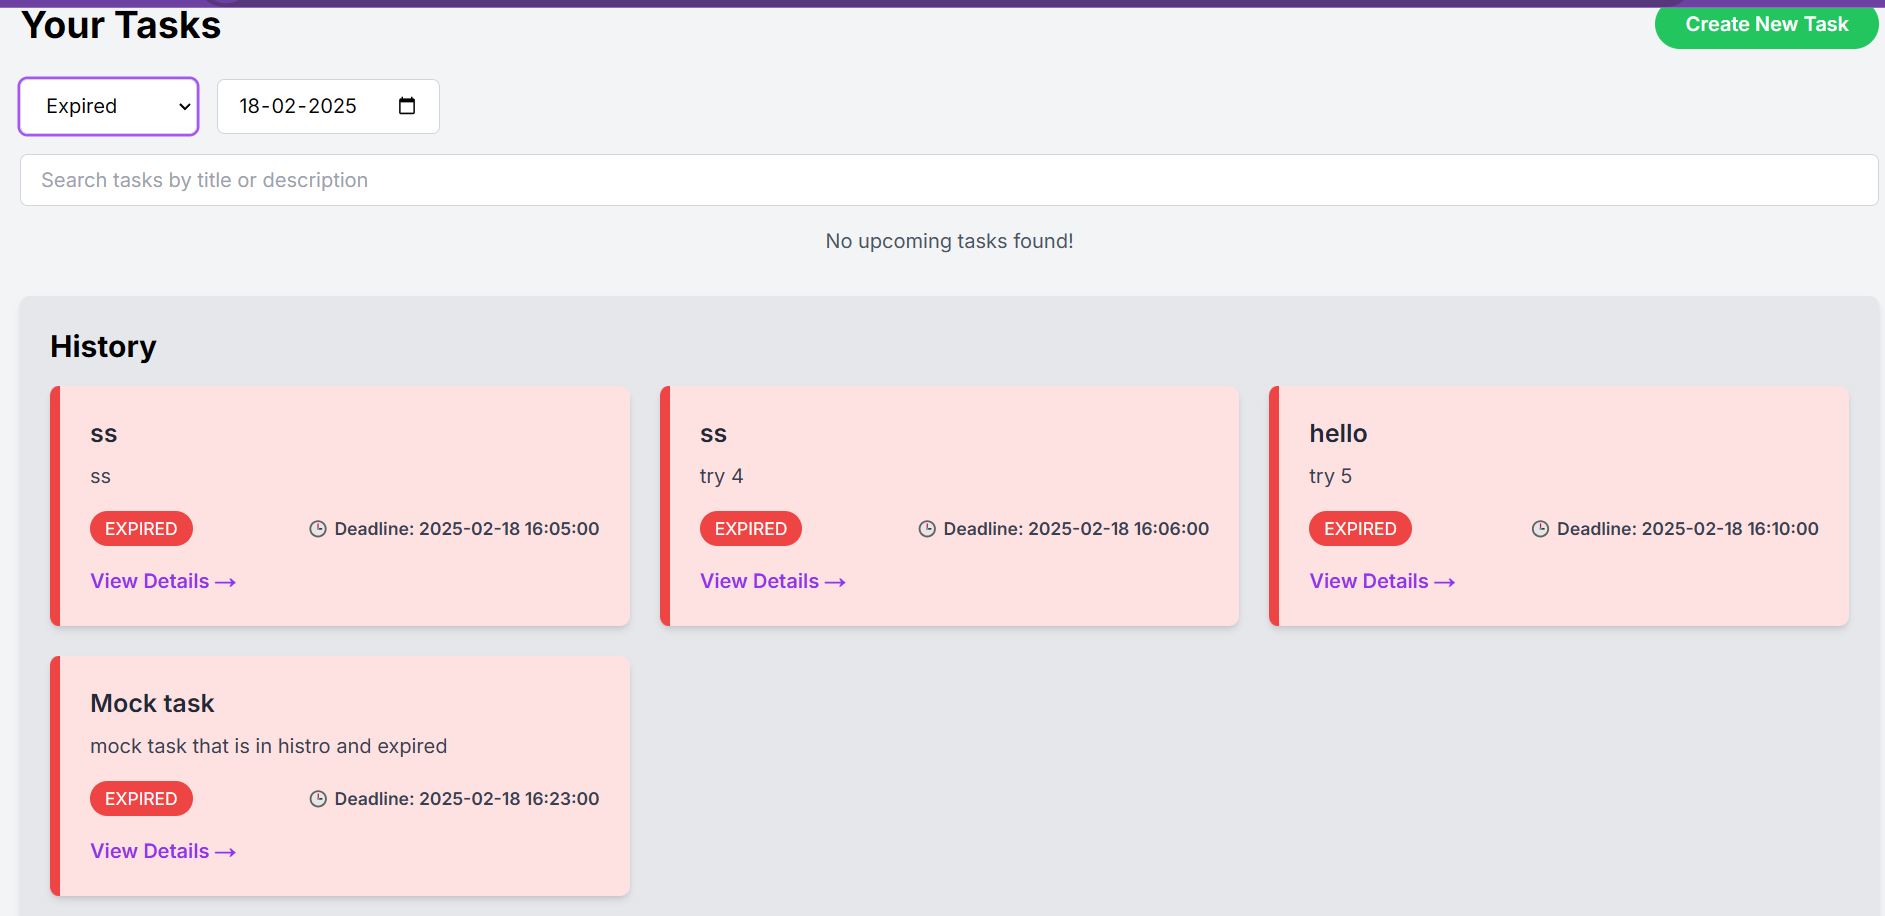 Your Tasks
Create New Task
Expired
18-02-2025
Search tasks by title or description
No upcoming tasks found!
History
ss
ss
EXPIRED
Deadline: 2025-02-18 16:05:00
View Details →
ss
try 4
EXPIRED
Deadline: 2025-02-18 16:06:00
View Details →
hello
try 5
EXPIRED
Deadline: 2025-02-18 16:10:00
View Details →
Mock task
mock task that is in histro and expired
EXPIRED
Deadline: 2025-02-18 16:23:00
View Details →